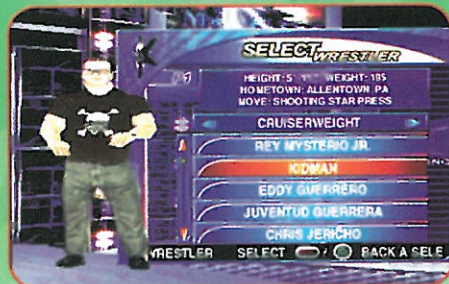 SELECT WRESTLER
P1
HEIGHT: 5 WEIGHT: 195
HOMETOWN: ALLENTOWN, PA
MOVE: SHOOTING STAR PRESS
CRUISERWEIGHT
REY MYSTERIO JR.
KIDMAN
EDDY GUERRERO
JUVENTUD GUERRERA
CHRIS JERICHO
WRESTLER SELECT / BACK A SELE